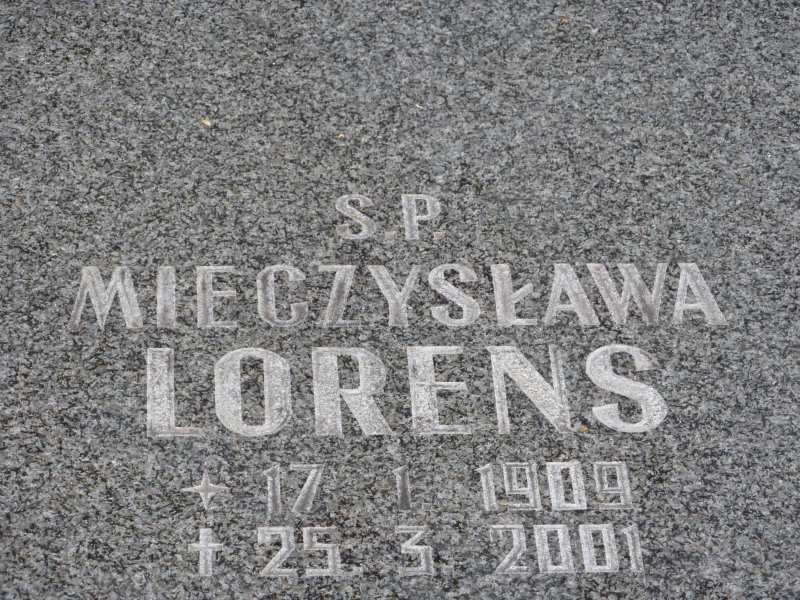 S.P.
MIECZYSŁAWA
LORENS
17 1 1909
✝ 25. 3. 2001